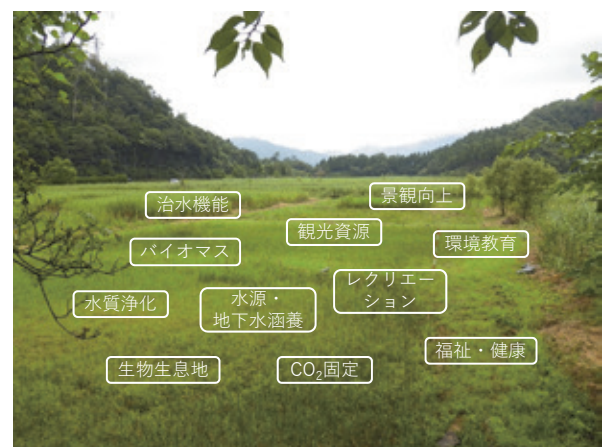 景観向上
治水機能
観光資源
環境教育
バイオマス
レクリエー
ション
水質浄化
水源・
地下水涵養
福祉・健康
生物生息地
CO₂固定